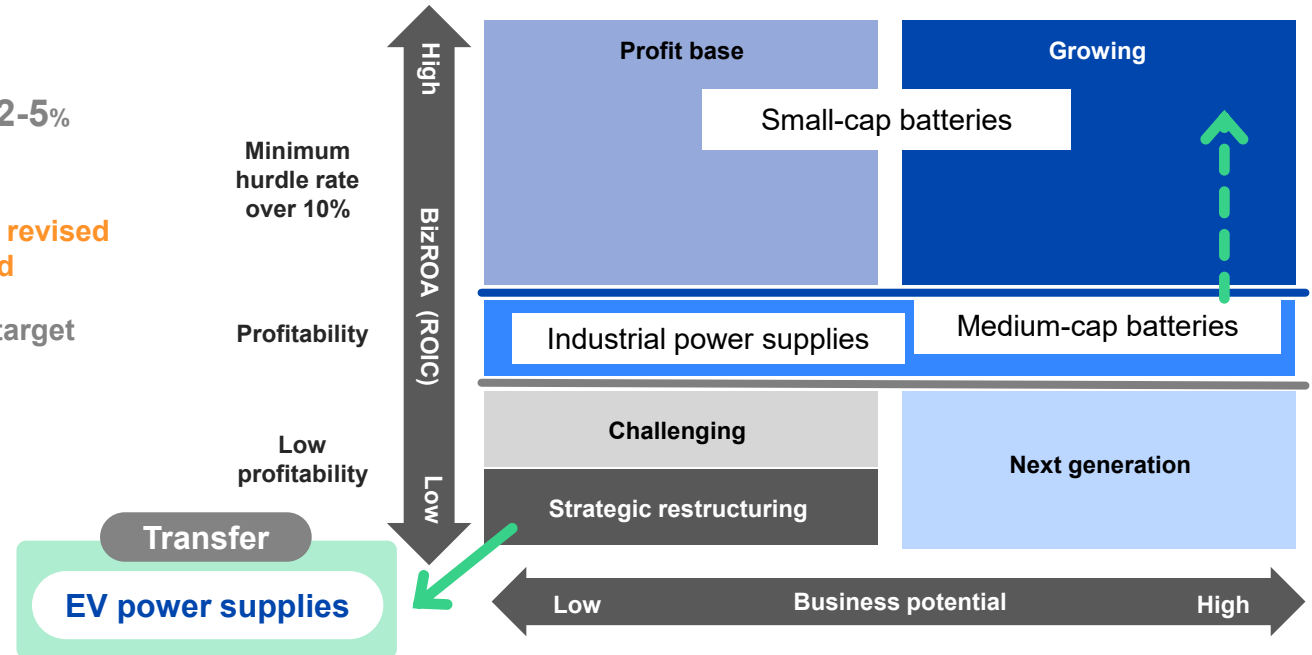 2-5%
revised
d
target
Minimum
hurdle rate
over 10%
Profitability
Low
profitability
High
BizROA (ROIC)
Low
Profit base
Growing
Small-cap batteries
Industrial power supplies
Medium-cap batteries
Challenging
Next generation
Strategic restructuring
Transfer
EV power supplies
Low
Business potential
High